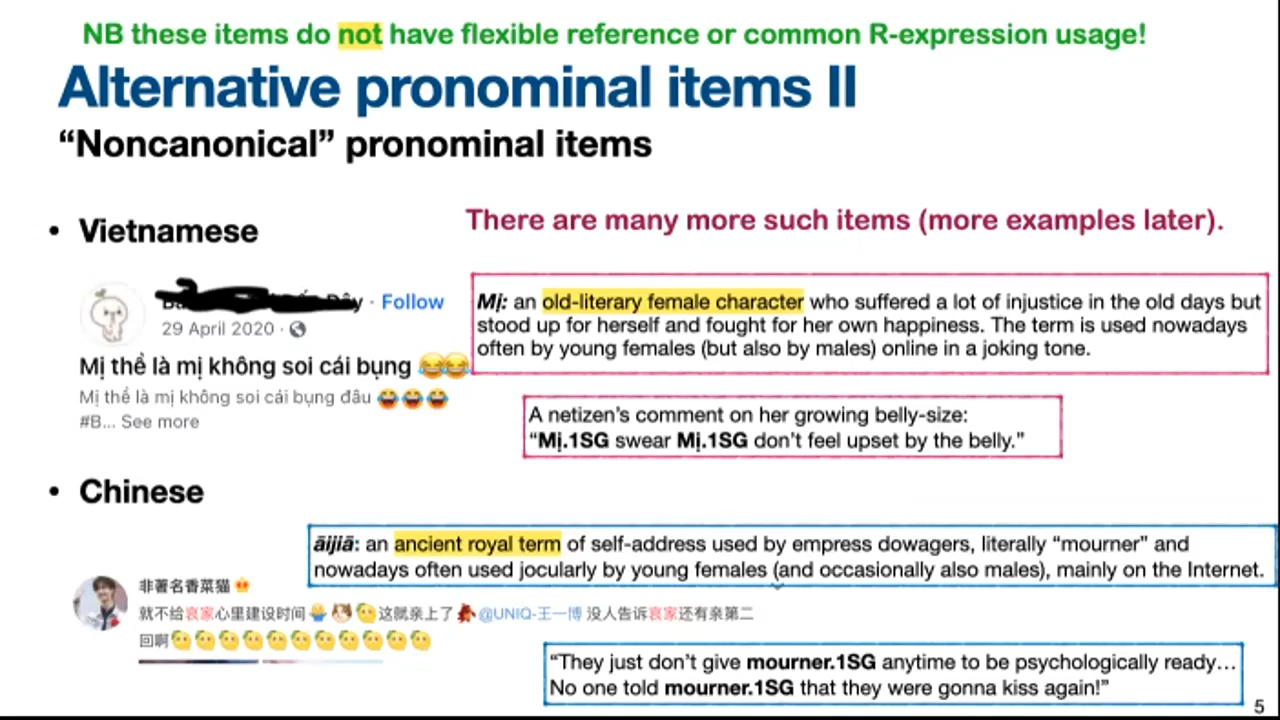 NB these items do not have flexible reference or common R-expression usage!
Alternative pronominal items II
“Noncanonical” pronominal items
• Vietnamese
There are many more such items (more examples later).
· Follow
29 April 2020 ·
Mị thề là mị không soi cái bụng 😂😂
Mị thề là mị không soi cái bụng đâu 😂😂😂
#B... See more
Mị: an old-literary female character who suffered a lot of injustice in the old days but
stood up for herself and fought for her own happiness. The term is used nowadays
often by young females (but also by males) online in a joking tone.
A netizen’s comment on her growing belly-size:
“Mị.1SG swear Mị.1SG don’t feel upset by the belly.”
• Chinese
āijiā: an ancient royal term of self-address used by empress dowagers, literally “mourner” and
nowadays often used jocularly by young females (and occasionally also males), mainly on the Internet.
非著名香菜猫
就不给哀家心里建设时间 这就亲上了 @UNIQ-王一博 没人告诉哀家还有亲第二
回啊
“They just don’t give mourner.1SG anytime to be psychologically ready…
No one told mourner.1SG that they were gonna kiss again!”
5